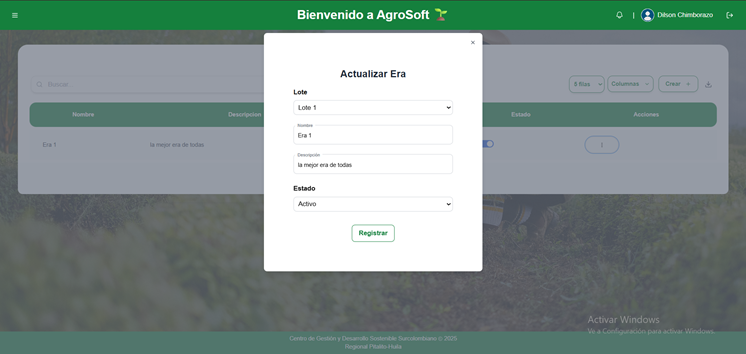 Bienvenido a AgroSoft
Dilson Chimborazo
Actualizar Era
Lote
Lote 1
Nombre
Era 1
Descripción
la mejor era de todas
Estado
Activo
Registrar
Buscar...
5 filas
Columnas
Crear +
Nombre
Descripcion
Estado
Acciones
Era 1
la mejor era de todas
Activar Windows
Ve a Configuración para activar Windows.
Centro de Gestión y Desarrollo Sostenible Surcolombiano © 2025
Regional Pitalito-Huila